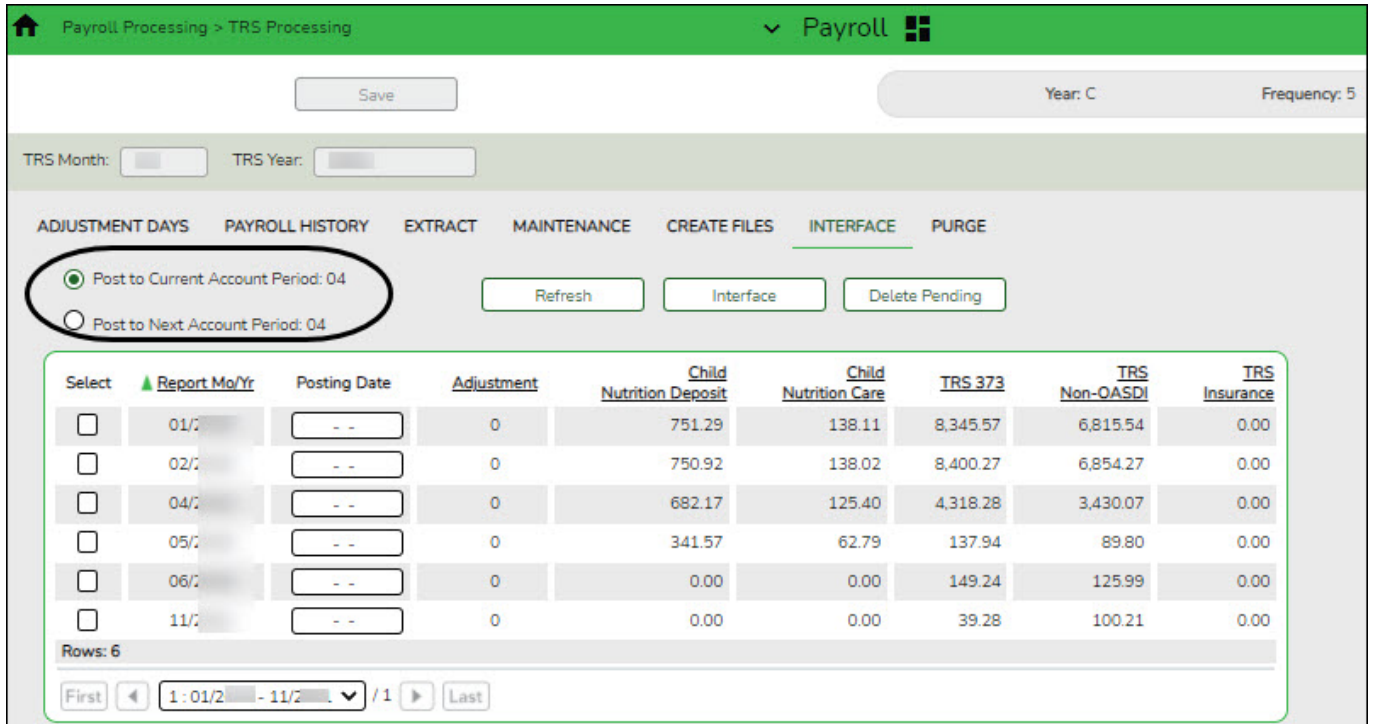 Payroll Processing > TRS Processing Payroll
Save Year: C Frequency: 5
TRS Month: TRS Year:
ADJUSTMENT DAYS PAYROLL HISTORY EXTRACT MAINTENANCE CREATE FILES INTERFACE PURGE
Post to Current Account Period: 04
Refresh Interface Delete Pending
Post to Next Account Period: 04
Select Report Mo/Yr Posting Date Adjustment Child Nutrition Deposit Child Nutrition Care TRS 373 TRS Non-OASDI TRS Insurance
01/2 - - 0 751.29 138.11 8,345.57 6,815.54 0.00
02/2 - - 0 750.92 138.02 8,400.27 6,854.27 0.00
04/2 - - 0 682.17 125.40 4,318.28 3,430.07 0.00
05/2 - - 0 341.57 62.79 137.94 89.80 0.00
06/2 - - 0 0.00 0.00 149.24 125.99 0.00
11/2 - - 0 0.00 0.00 39.28 100.21 0.00
Rows: 6
First 1 : 01/2 - 11/2 / 1 Last